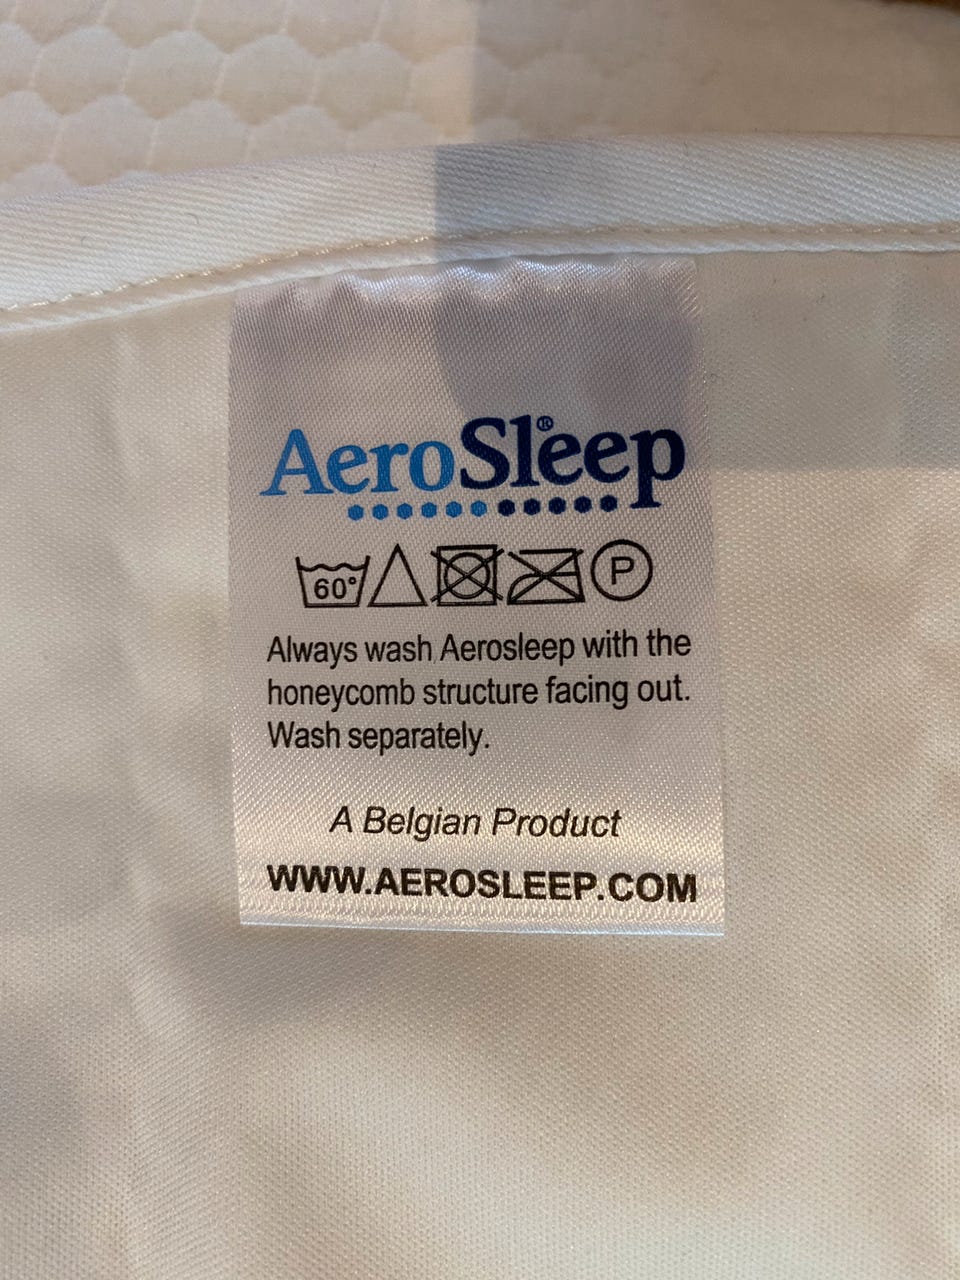 AeroSleep®
60° P
Always wash Aerosleep with the
honeycomb structure facing out.
Wash separately.
A Belgian Product
WWW.AEROSLEEP.COM